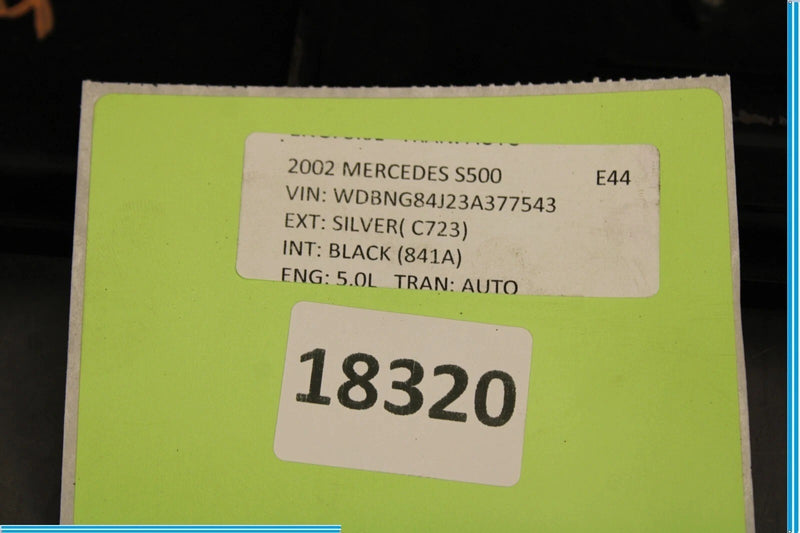 2002 MERCEDES S500 E44
VIN: WDBNG84J23A377543
EXT: SILVER( C723)
INT: BLACK (841A)
ENG: 5.0L TRAN: AUTO
18320